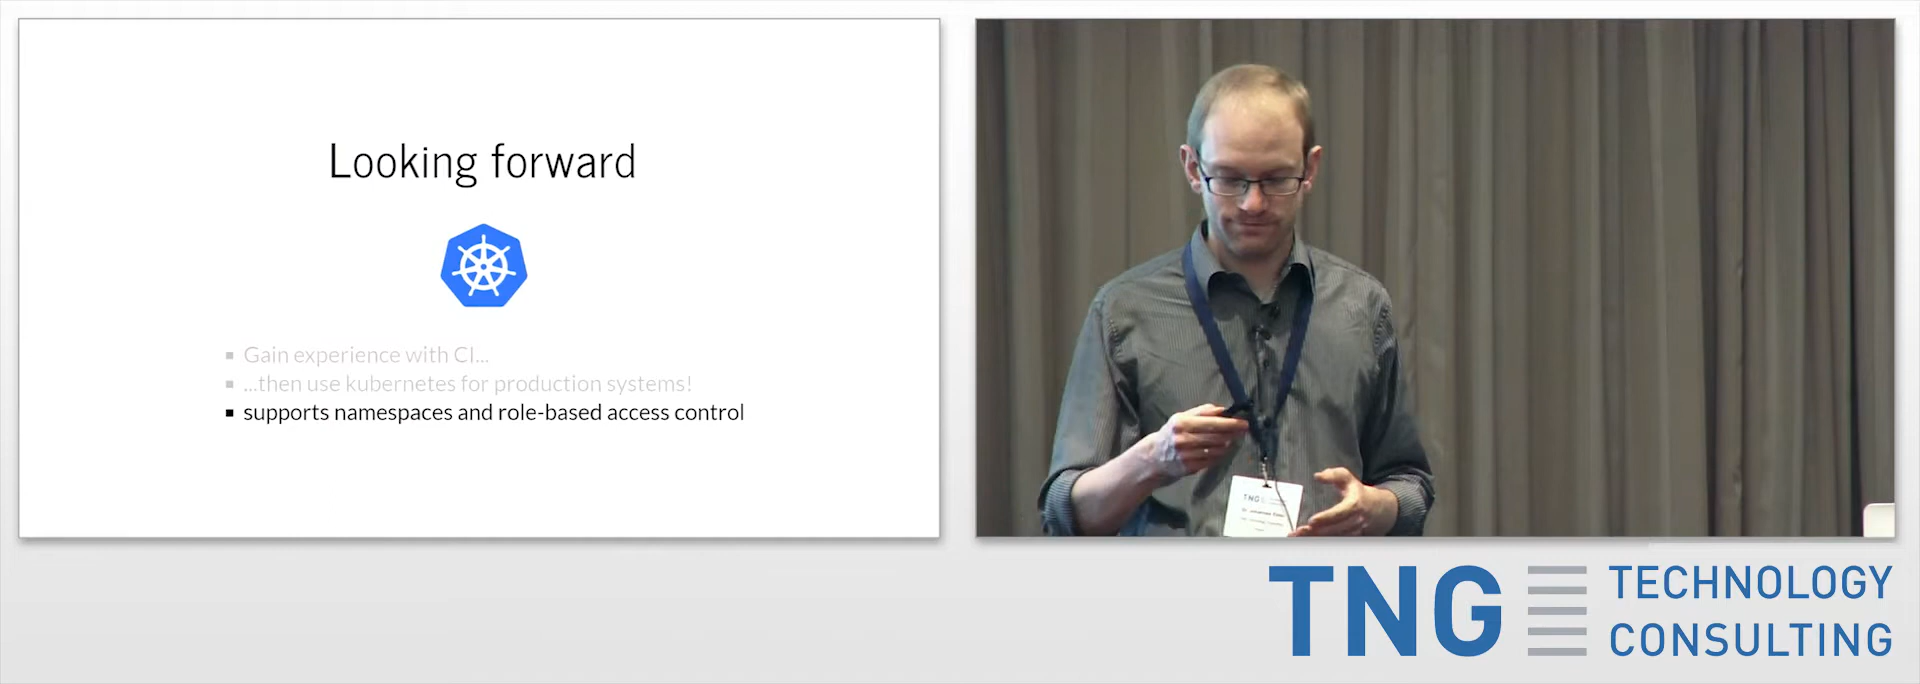 Looking forward
Gain experience with CI...
...then use kubernetes for production systems!
supports namespaces and role-based access control
TNG
TNG TECHNOLOGY
CONSULTING